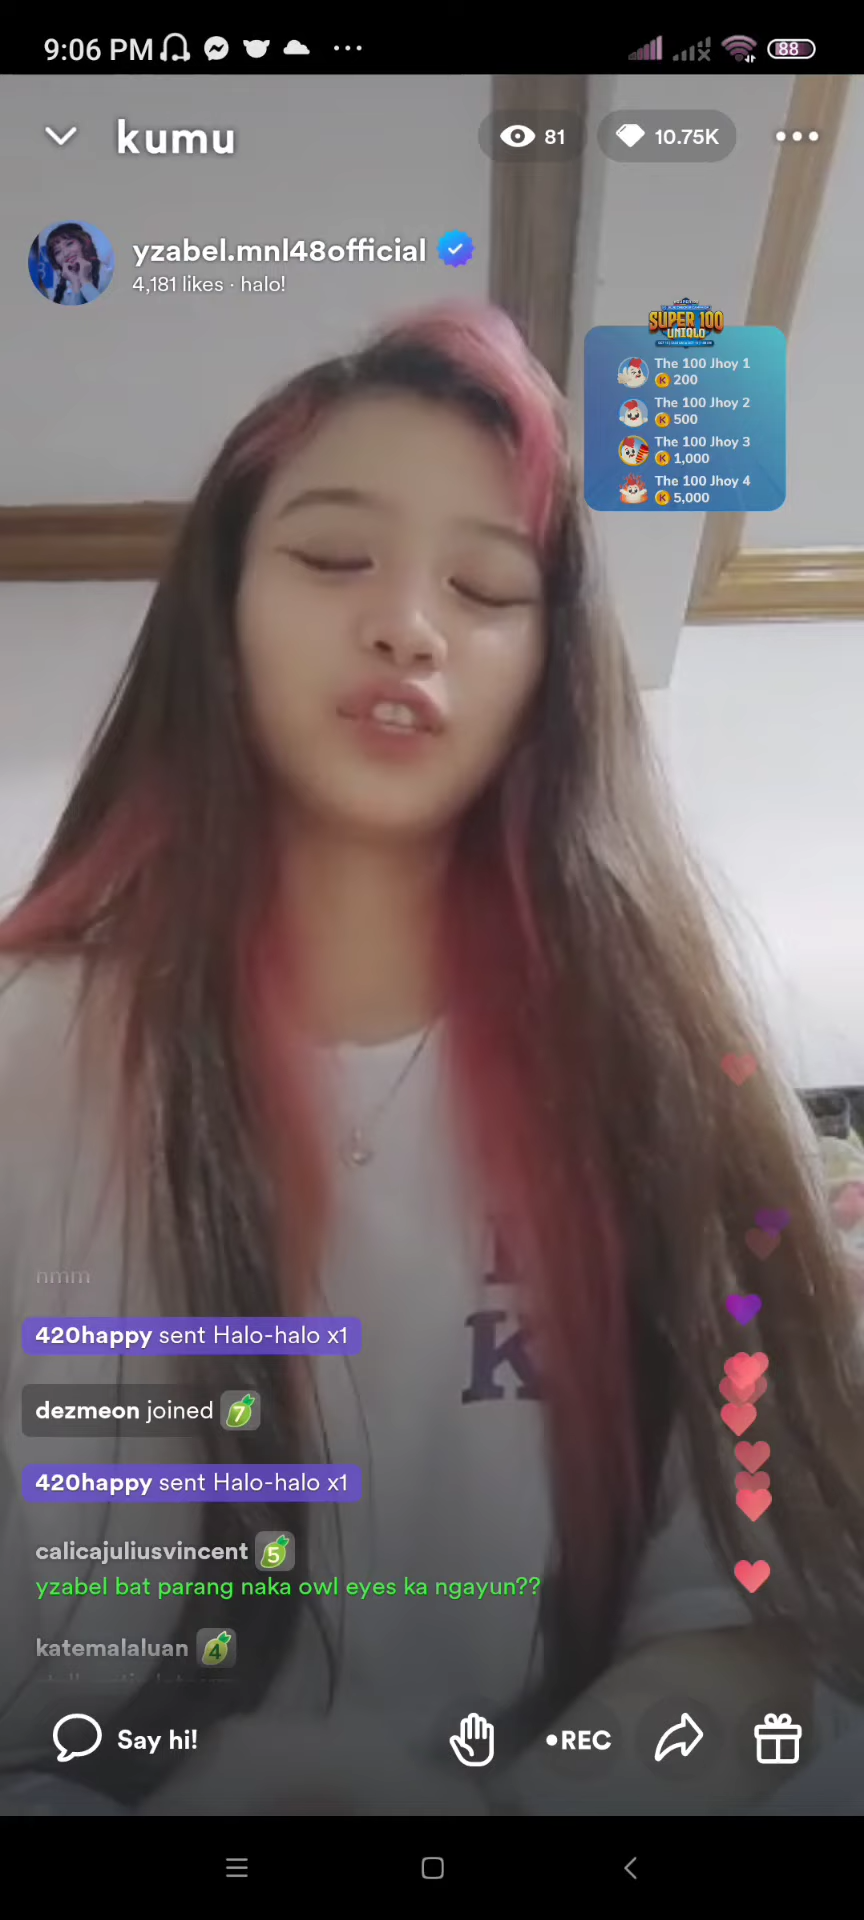 9:06 PM
88
kumu
81
10.75K
yzabel.mnl48official
4,181 likes · halo!
SUPER 100
UNIQLO
The 100 Jhoy 1
K 200
The 100 Jhoy 2
K 500
The 100 Jhoy 3
K 1,000
The 100 Jhoy 4
K 5,000
K
hmm
420happy sent Halo-halo x1
dezmeon joined 7
420happy sent Halo-halo x1
calicajuliusvincent 5
yzabel bat parang naka owl eyes ka ngayun??
katemalaluan 4
Say hi!
•REC